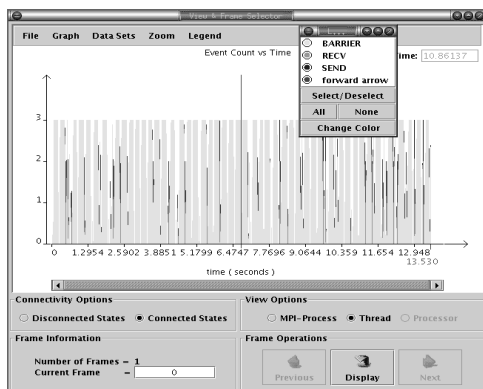 View & Frame Selector
File Graph Data Sets Zoom Legend
Event Count vs Time
ime: 10.86137
BARRIER
RECV
SEND
forward arrow
Select/Deselect
All None
Change Color
3
2
1
0
0 1.2954 2.5902 3.8851 5.1799 6.4747 7.7696 9.0644 10.359 11.654 12.948
13.530
time ( seconds )
Connectivity Options
Disconnected States Connected States
View Options
MPI-Process Thread Processor
Frame Information
Number of Frames = 1
Current Frame = 0
Frame Operations
Previous Display Next